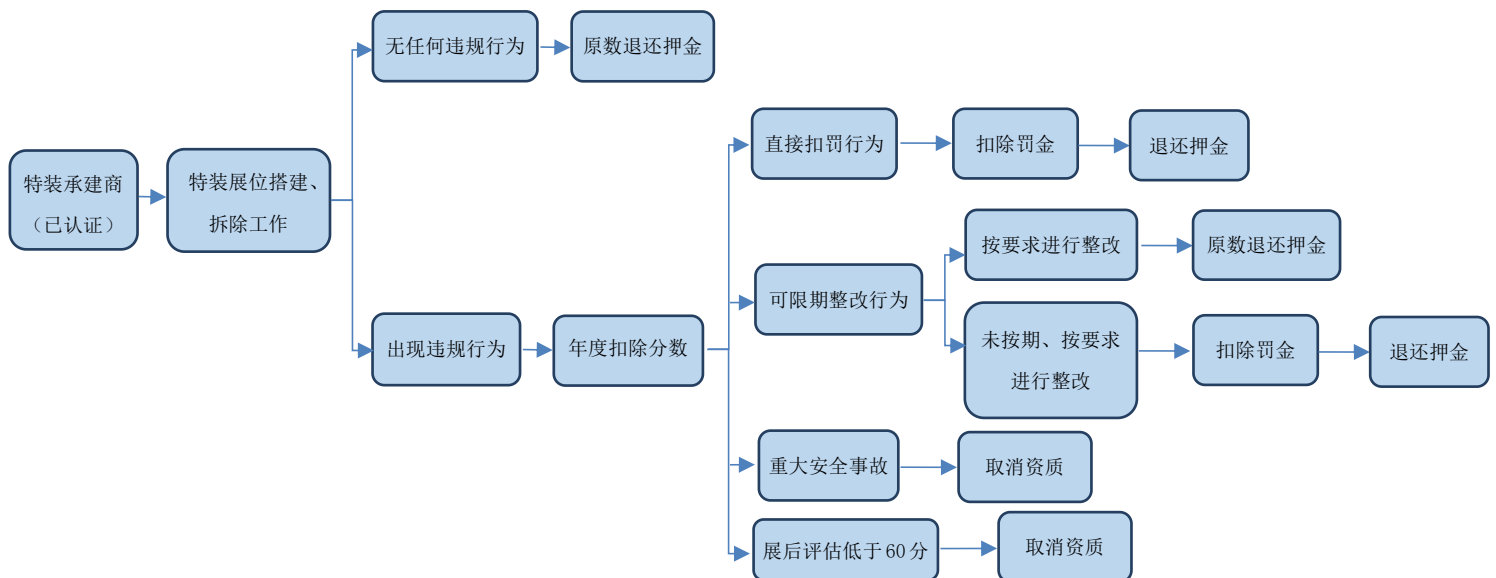 无任何违规行为
原数退还押金
特装承建商
（已认证）
特装展位搭建、
拆除工作
出现违规行为
年度扣除分数
直接扣罚行为
扣除罚金
退还押金
可限期整改行为
按要求进行整改
原数退还押金
未按期、按要求
进行整改
扣除罚金
退还押金
重大安全事故
取消资质
展后评估低于60分
取消资质